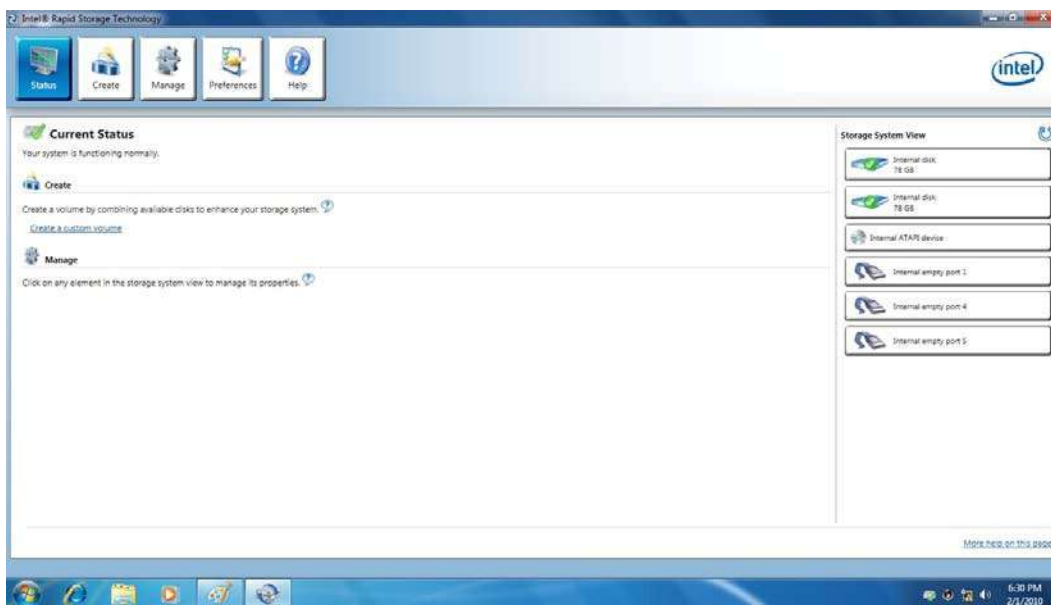 Intel® Rapid Storage Technology
Status
Create
Manage
Preferences
Help
intel
Current Status
Your system is functioning normally.
Create
Create a volume by combining available disks to enhance your storage system.
Create a custom volume
Manage
Click on any element in the storage system view to manage its properties.
Storage System View
Internal disk
78 GB
Internal disk
78 GB
Internal ATAPI device
Internal empty port 1
Internal empty port 4
Internal empty port 5
More help on this page
6:30 PM
2/1/2010